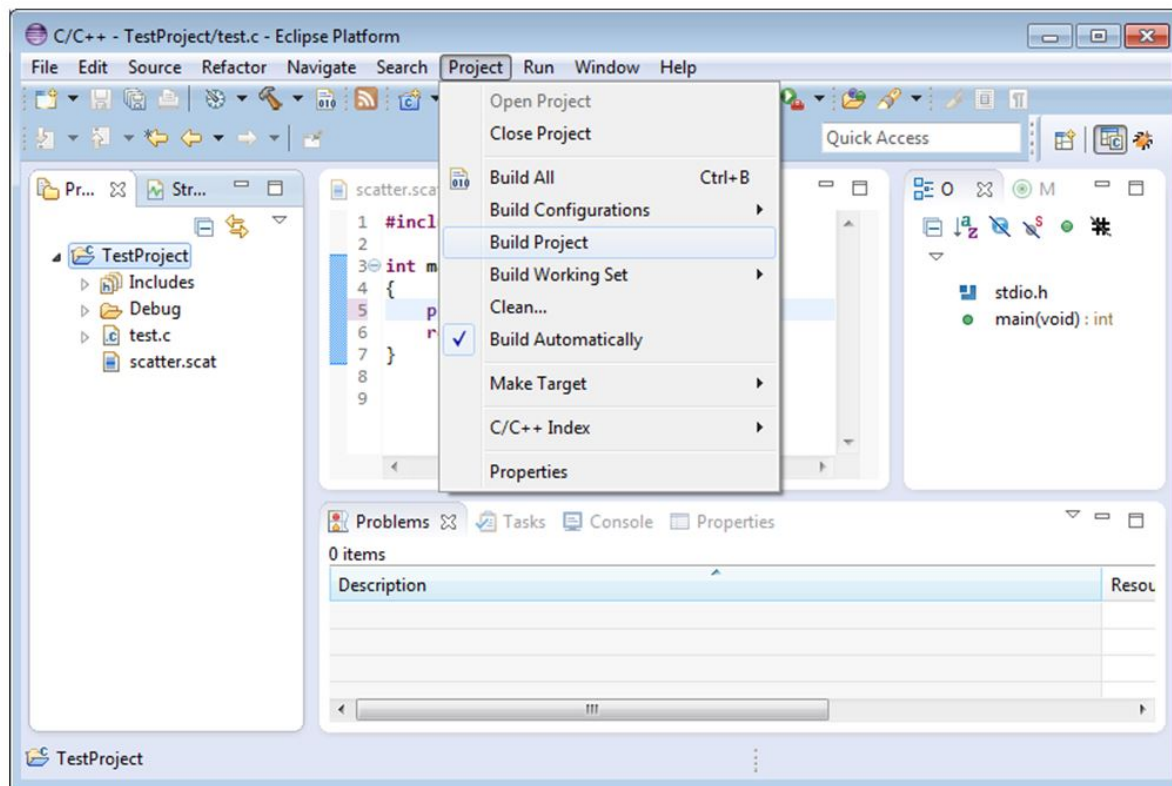 C/C++ - TestProject/test.c - Eclipse Platform
File Edit Source Refactor Navigate Search Project Run Window Help
Quick Access
Pr... Str...
TestProject
Includes
Debug
test.c
scatter.scat
scatter.sca
1 #incl
2
3 int m
4 {
5 p
6 r
7 }
8
9
Open Project
Close Project
Build All Ctrl+B
Build Configurations
Build Project
Build Working Set
Clean...
Build Automatically
Make Target
C/C++ Index
Properties
O M
stdio.h
main(void) : int
Problems Tasks Console Properties
0 items
Description Resou
TestProject